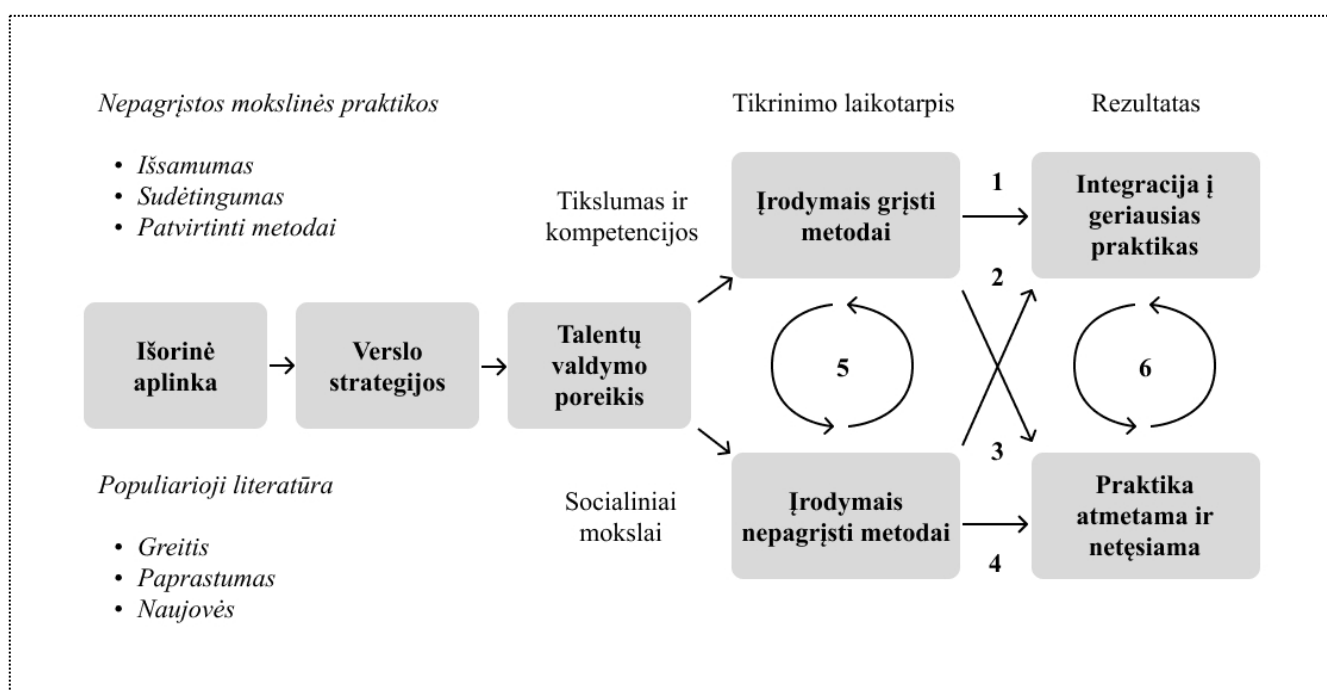 Nepagrįstos mokslinės praktikos
• Išsamumas
• Sudėtingumas
• Patvirtinti metodai
Tikrinimo laikotarpis
Rezultatas
Tikslumas ir
kompetencijos
Įrodymais grįsti
metodai
1
Integracija į
geriausias
praktikas
2
Išorinė
aplinka
Verslo
strategijos
Talentų
valdymo
poreikis
5
6
Populiarioji literatūra
• Greitis
• Paprastumas
• Naujovės
Socialiniai
mokslai
Įrodymais
nepagrįsti metodai
3
4
Praktika
atmetama ir
netęsiama